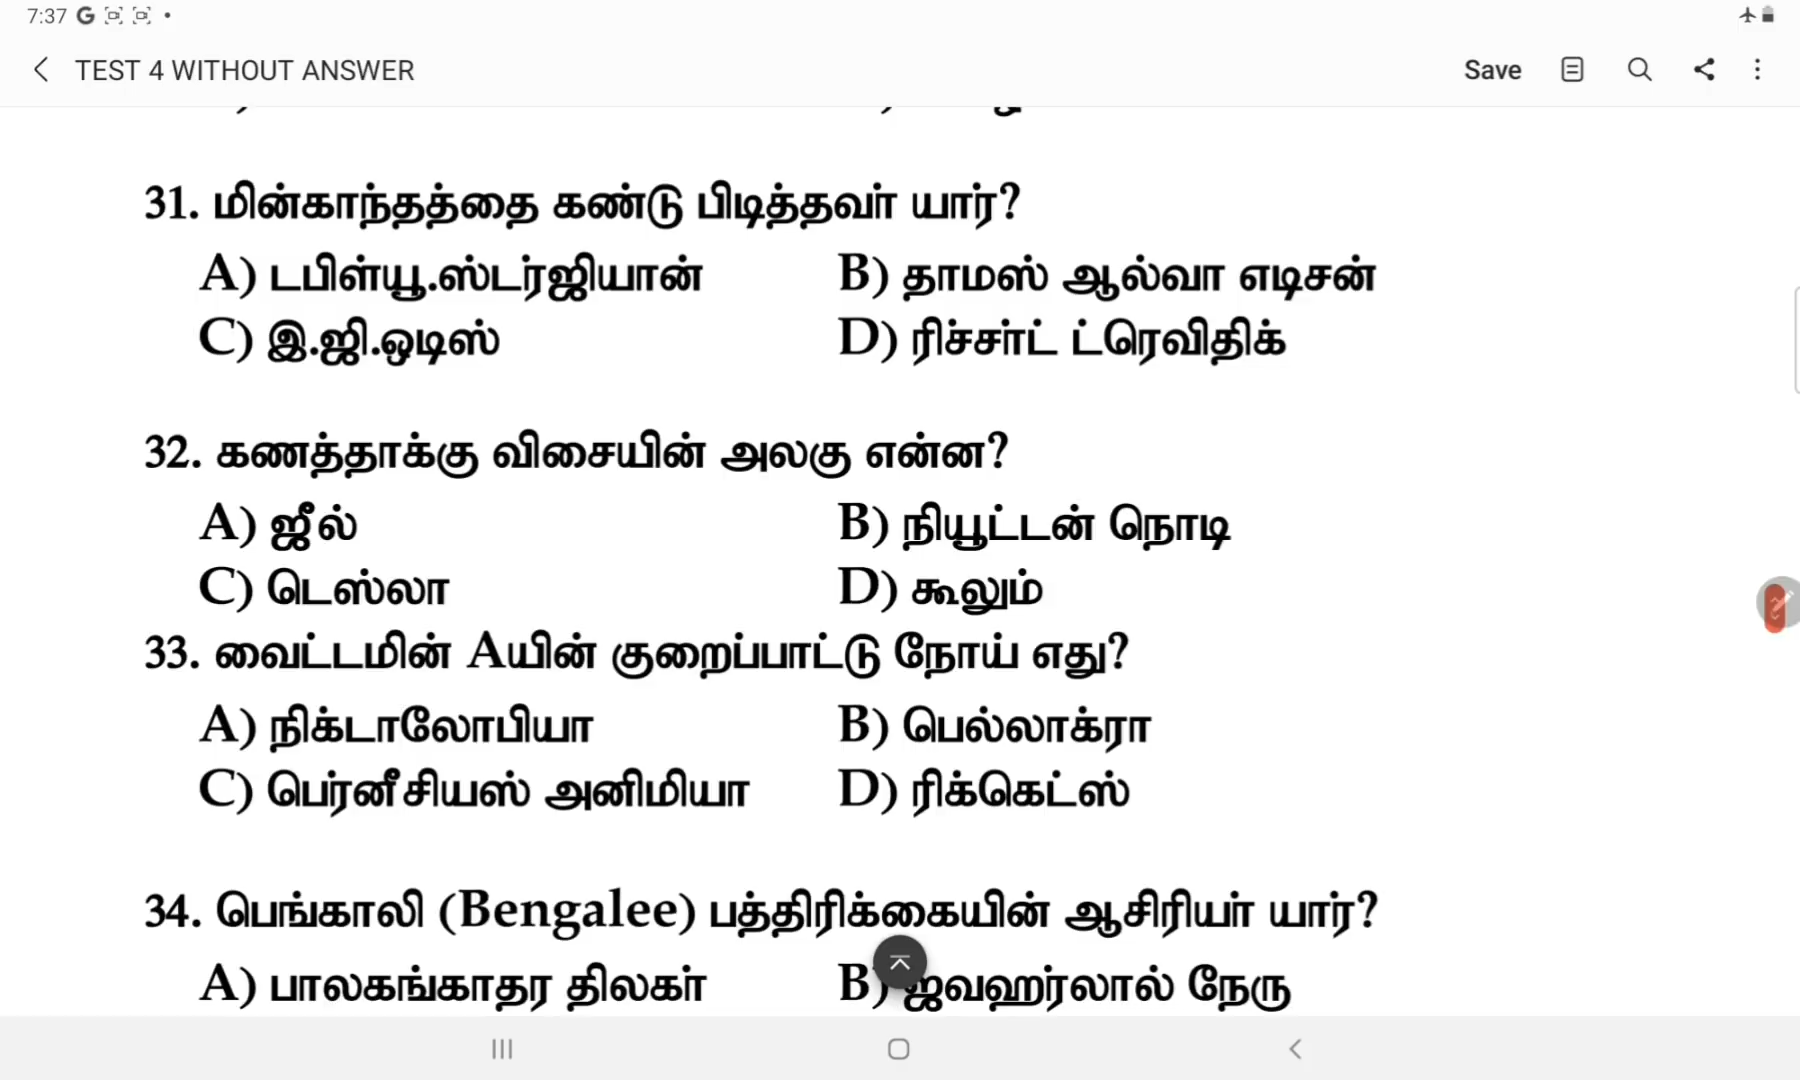 7:37
TEST 4 WITHOUT ANSWER
Save
31. மின்காந்தத்தை கண்டு பிடித்தவர் யார்?
A) டபிள்யூ.ஸ்டர்ஜியான் B) தாமஸ் ஆல்வா எடிசன்
C) இ.ஜி.ஒடிஸ் D) ரிச்சர்ட் ட்ரெவிதிக்
32. கணத்தாக்கு விசையின் அலகு என்ன?
A) ஜீல் B) நியூட்டன் நொடி
C) டெஸ்லா D) கூலும்
33. வைட்டமின் Aயின் குறைப்பாட்டு நோய் எது?
A) நிக்டாலோபியா B) பெல்லாக்ரா
C) பெர்னீசியஸ் அனிமியா D) ரிக்கெட்ஸ்
34. பெங்காலி (Bengalee) பத்திரிக்கையின் ஆசிரியர் யார்?
A) பாலகங்காதர திலகர் B) ஜவஹர்லால் நேரு